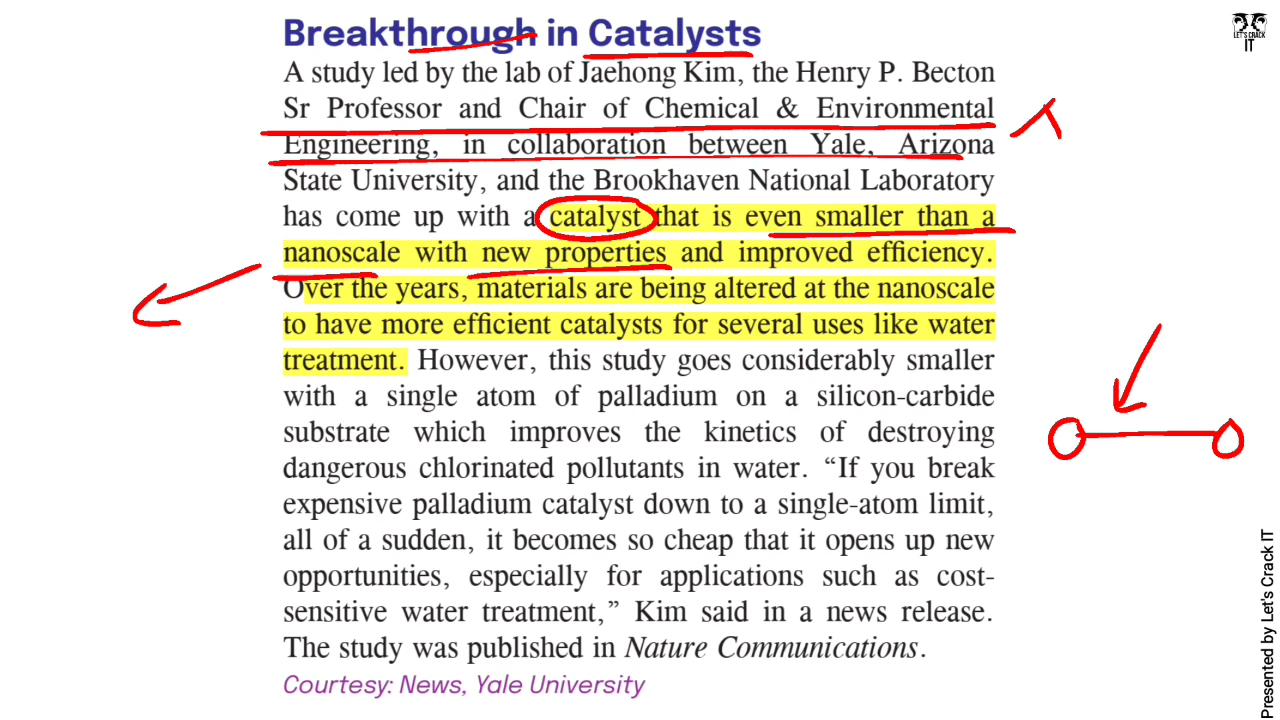 Breakthrough in Catalysts
LET'S CRACK
IT
A study led by the lab of Jaehong Kim, the Henry P. Becton
Sr Professor and Chair of Chemical & Environmental
Engineering, in collaboration between Yale, Arizona
State University, and the Brookhaven National Laboratory
has come up with a catalyst that is even smaller than a
nanoscale with new properties and improved efficiency.
Over the years, materials are being altered at the nanoscale
to have more efficient catalysts for several uses like water
treatment. However, this study goes considerably smaller
with a single atom of palladium on a silicon-carbide
substrate which improves the kinetics of destroying
dangerous chlorinated pollutants in water. “If you break
expensive palladium catalyst down to a single-atom limit,
all of a sudden, it becomes so cheap that it opens up new
opportunities, especially for applications such as cost-
sensitive water treatment,” Kim said in a news release.
The study was published in Nature Communications.
Courtesy: News, Yale University
Presented by Let's Crack IT